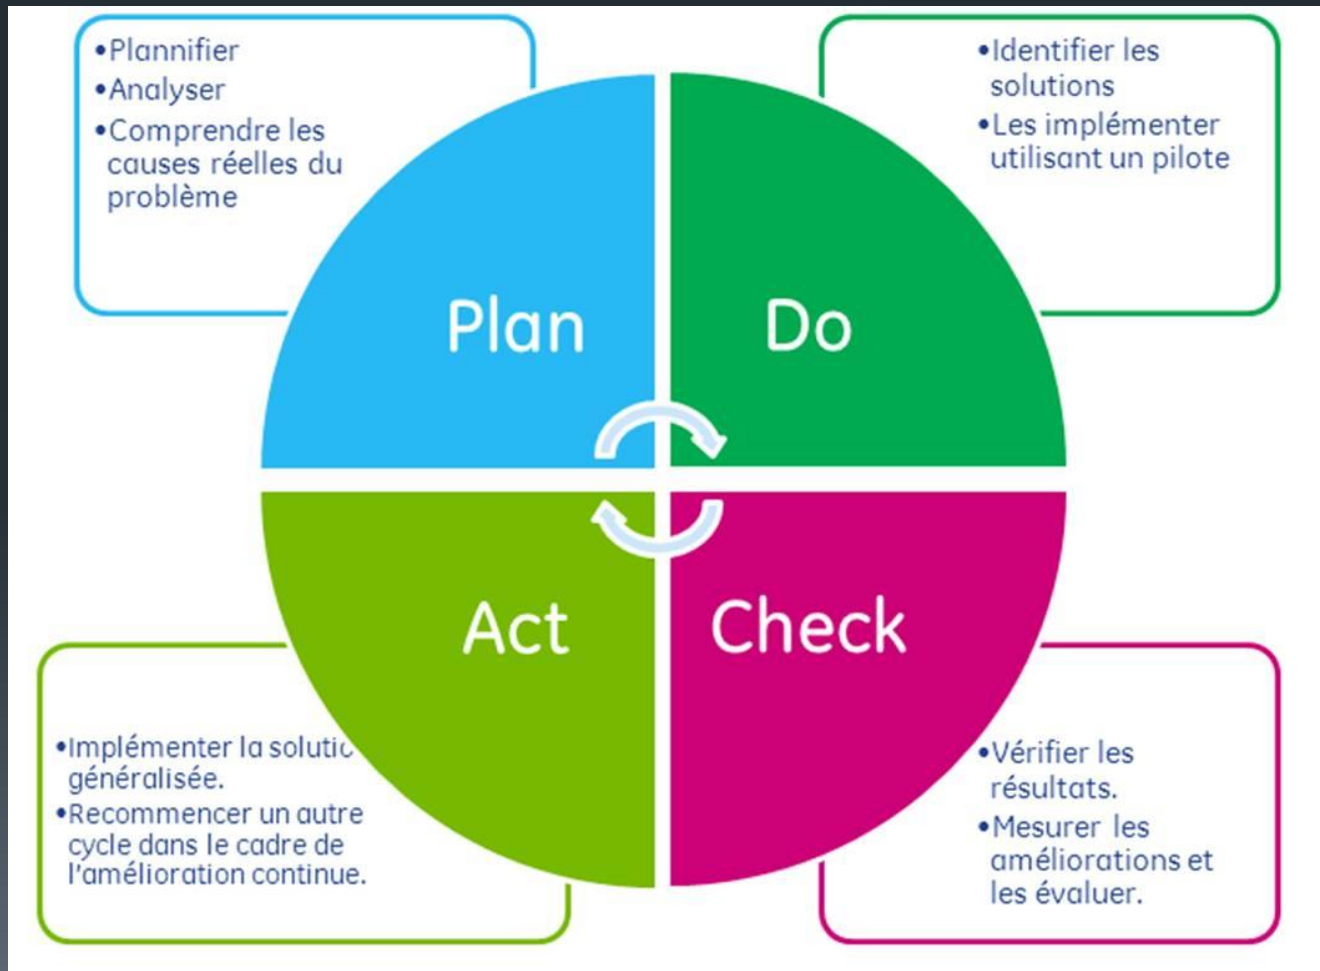 •Plannifier
•Analyser
•Comprendre les
causes réelles du
problème
•Identifier les
solutions
•Les implémenter
utilisant un pilote
Plan
Do
Act
Check
•Implémenter la
généralisée.
•Recommencer un autre
cycle dans le cadre de
l'amélioration continue.
•Vérifier les
résultats.
•Mesurer les
améliorations et
les évaluer.